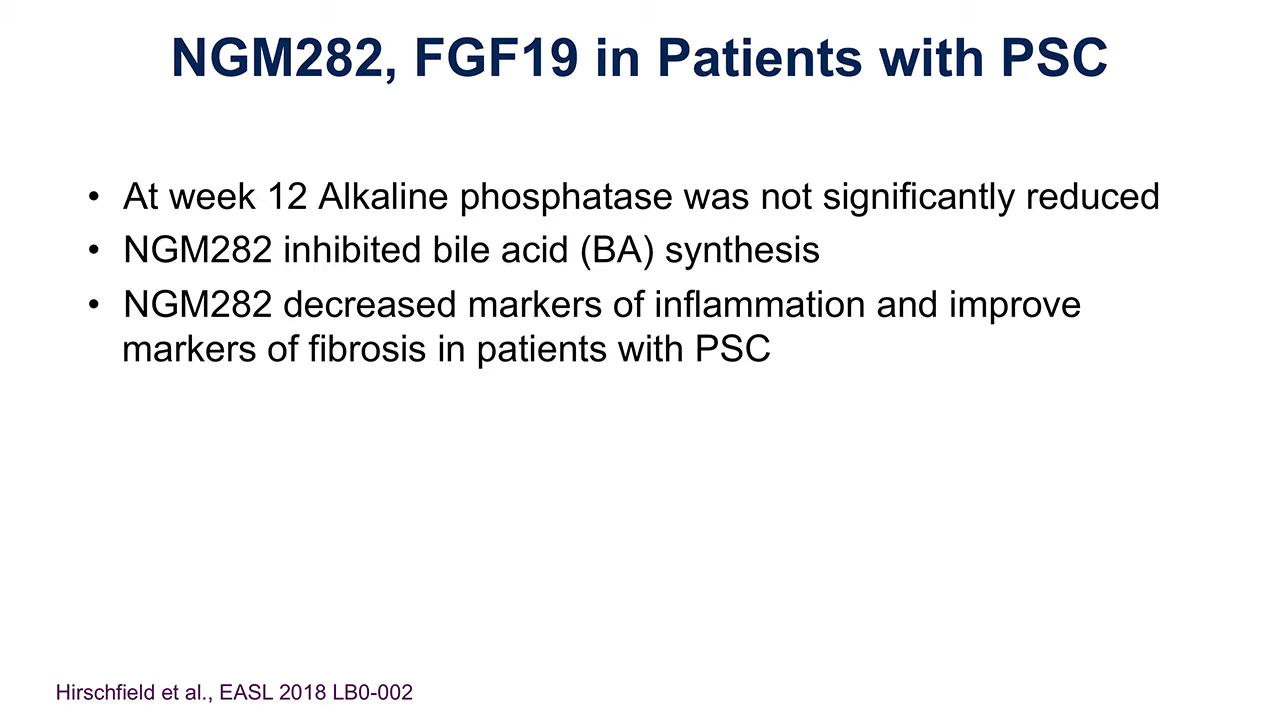 NGM282, FGF19 in Patients with PSC
• At week 12 Alkaline phosphatase was not significantly reduced
• NGM282 inhibited bile acid (BA) synthesis
• NGM282 decreased markers of inflammation and improve
markers of fibrosis in patients with PSC
Hirschfield et al., EASL 2018 LB0-002